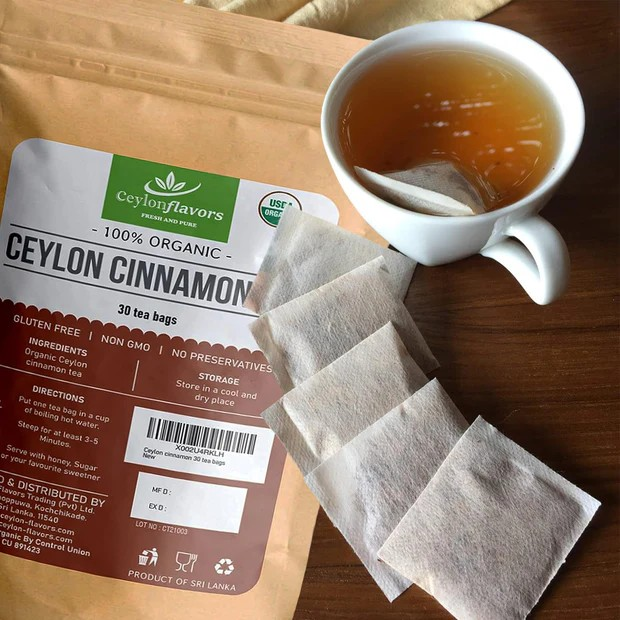 ceylonflavors
FRESH AND PURE
USDA
ORGANIC
- 100% ORGANIC -
CEYLON CINNAMON
30 tea bags
GLUTEN FREE | NON GMO | NO PRESERVATIVES
INGREDIENTS
Organic Ceylon
cinnamon tea
STORAGE
Store in a cool and
dry place
DIRECTIONS
Put one tea bag in a cup
of boiling hot water.
Steep for at least 3-5
Minutes.
Serve with honey, Sugar
or your favourite sweetner
X002U4RKLH
Ceylon cinnamon 30 tea bags
New
MF D :
EX D :
LOT NO : CT21003
& DISTRIBUTED BY
Flavors Trading (Pvt) Ltd.
Kochchikade,
Sri Lanka. 11540
ceylon-flavors.com
ceylon-flavors.com
Organic By Control Union
CU 891423
PRODUCT OF SRI LANKA